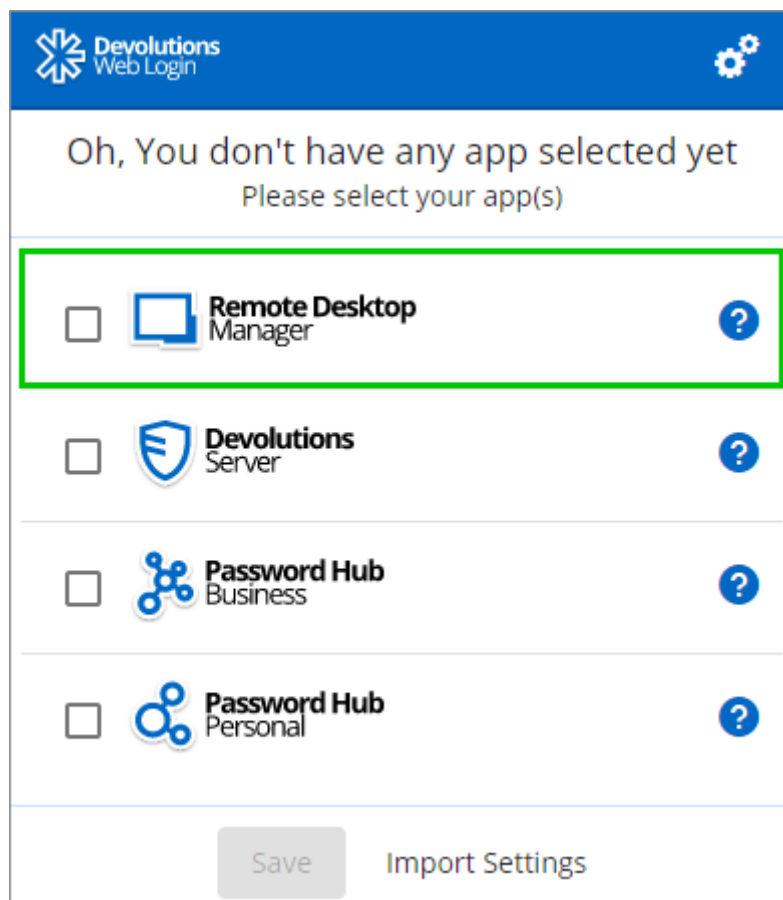 Devolutions
Web Login
Oh, You don't have any app selected yet
Please select your app(s)
Remote Desktop
Manager
?
Devolutions
Server
?
Password Hub
Business
?
Password Hub
Personal
?
Save Import Settings